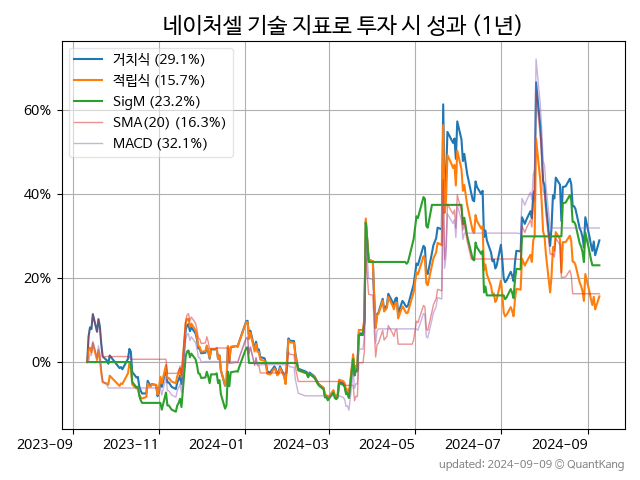 네이처셀 기술 지표로 투자 시 성과 (1년)
거치식 (29.1%)
적립식 (15.7%)
SigM (23.2%)
SMA(20) (16.3%)
MACD (32.1%)
60%
40%
20%
0%
2023-09 2023-11 2024-01 2024-03 2024-05 2024-07 2024-09
updated: 2024-09-09 © QuantKang